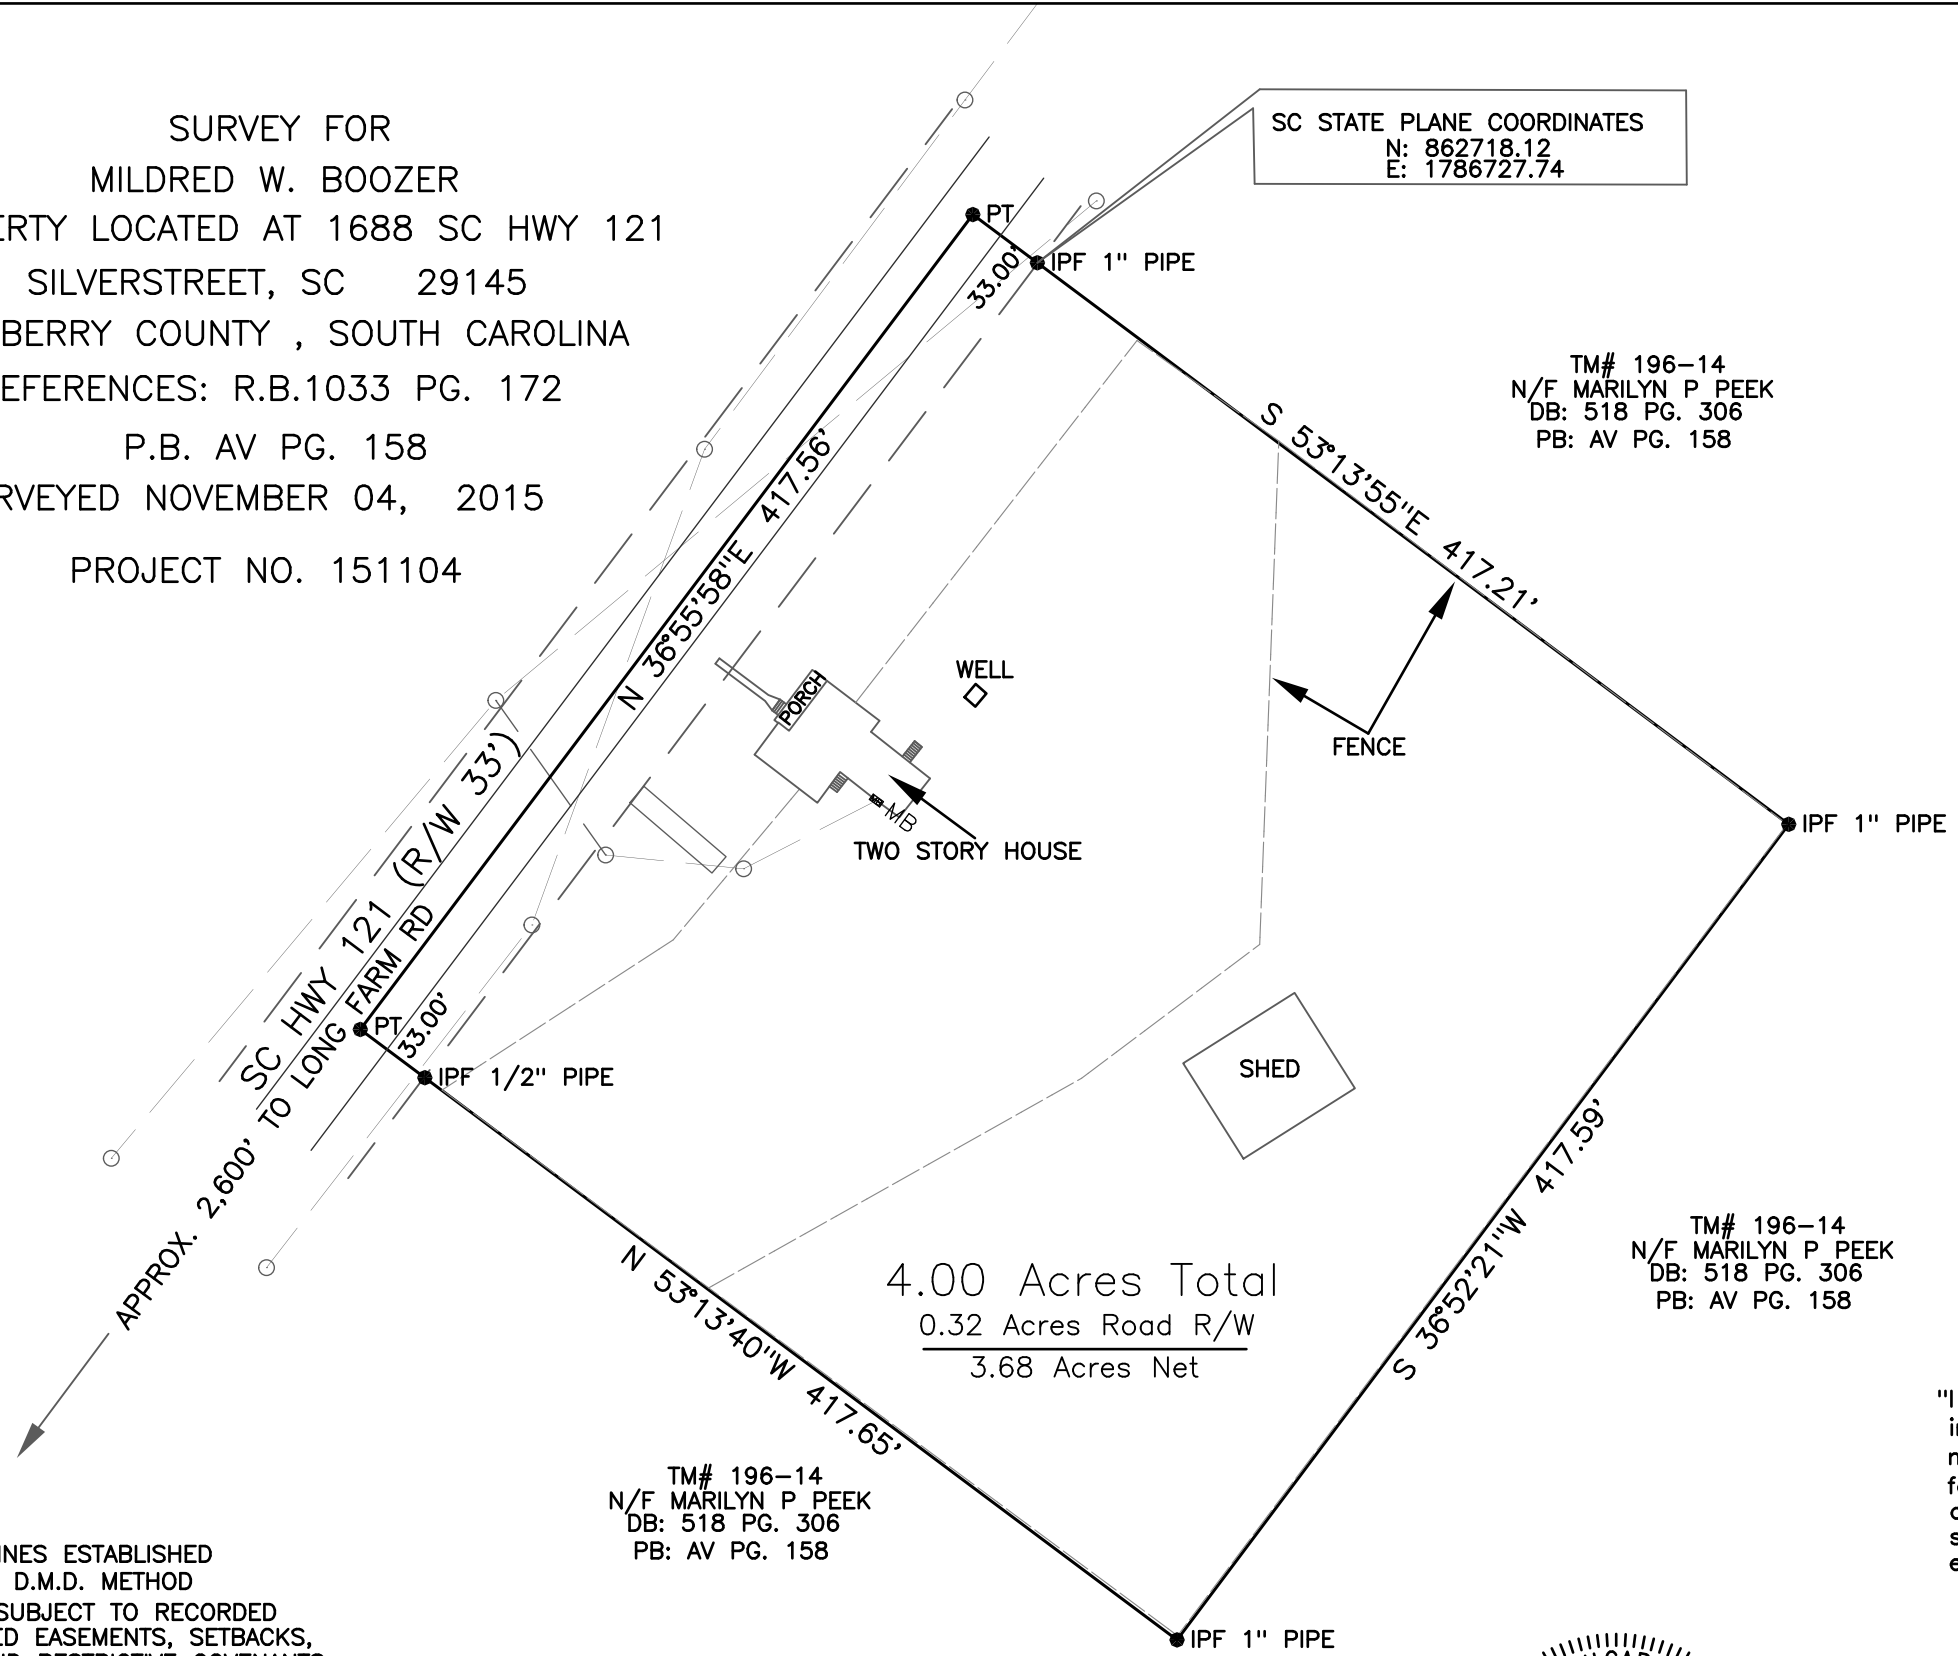 SURVEY FOR
MILDRED W. BOOZER
LOCATED AT 1688 SC HWY 121
SILVERSTREET, SC 29145
COUNTY , SOUTH CAROLINA
R.B.1033 PG. 172
P.B. AV PG. 158
NOVEMBER 04, 2015
PROJECT NO. 151104
SC STATE PLANE COORDINATES
N: 862718.12
E: 1786727.74
PT
33.00'
IPF 1" PIPE
TM# 196-14
N/F MARILYN P PEEK
DB: 518 PG. 306
PB: AV PG. 158
S 53°13'55"E 417.21'
N 36°55'58"E 417.56'
PORCH
WELL
FENCE
MB
TWO STORY HOUSE
IPF 1" PIPE
SC HWY 121 (R/W 33')
APPROX. 2,600' TO LONG FARM RD
PT
33.00'
IPF 1/2" PIPE
SHED
S 36°52'21"W 417.59'
TM# 196-14
N/F MARILYN P PEEK
DB: 518 PG. 306
PB: AV PG. 158
4.00 Acres Total
0.32 Acres Road R/W
3.68 Acres Net
N 53°13'40"W 417.65'
TM# 196-14
N/F MARILYN P PEEK
DB: 518 PG. 306
PB: AV PG. 158
ESTABLISHED
D.M.D. METHOD
SUBJECT TO RECORDED
EASEMENTS, SETBACKS,
IPF 1" PIPE
"I